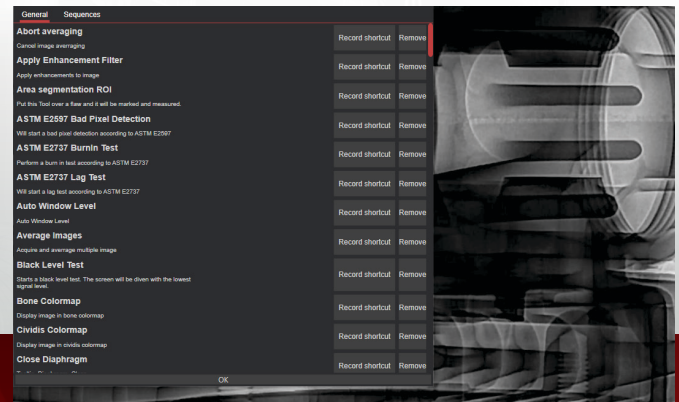 General Sequences
Abort averaging
Cancel image averraging
Record shortcut Remove
Apply Enhancement Filter
Apply enhancements to image
Record shortcut Remove
Area segmentation ROI
Put this Tool over a flaw and it will be marked and measured.
Record shortcut Remove
ASTM E2597 Bad Pixel Detection
Will start a bad pixel detection according to ASTM E2597
Record shortcut Remove
ASTM E2737 Burnin Test
Perform a burn in test according to ASTM E2737
Record shortcut Remove
ASTM E2737 Lag Test
Will start a lag test according to ASTM E2737
Record shortcut Remove
Auto Window Level
Auto Window Level
Record shortcut Remove
Average Images
Acquire and averrage multiple image
Record shortcut Remove
Black Level Test
Starts a black level test. The screen will be diven with the lowest
signal level.
Record shortcut Remove
Bone Colormap
Display image in bone colormap
Record shortcut Remove
Cividis Colormap
Display image in cividis colormap
Record shortcut Remove
Close Diaphragm
Record shortcut Remove
OK